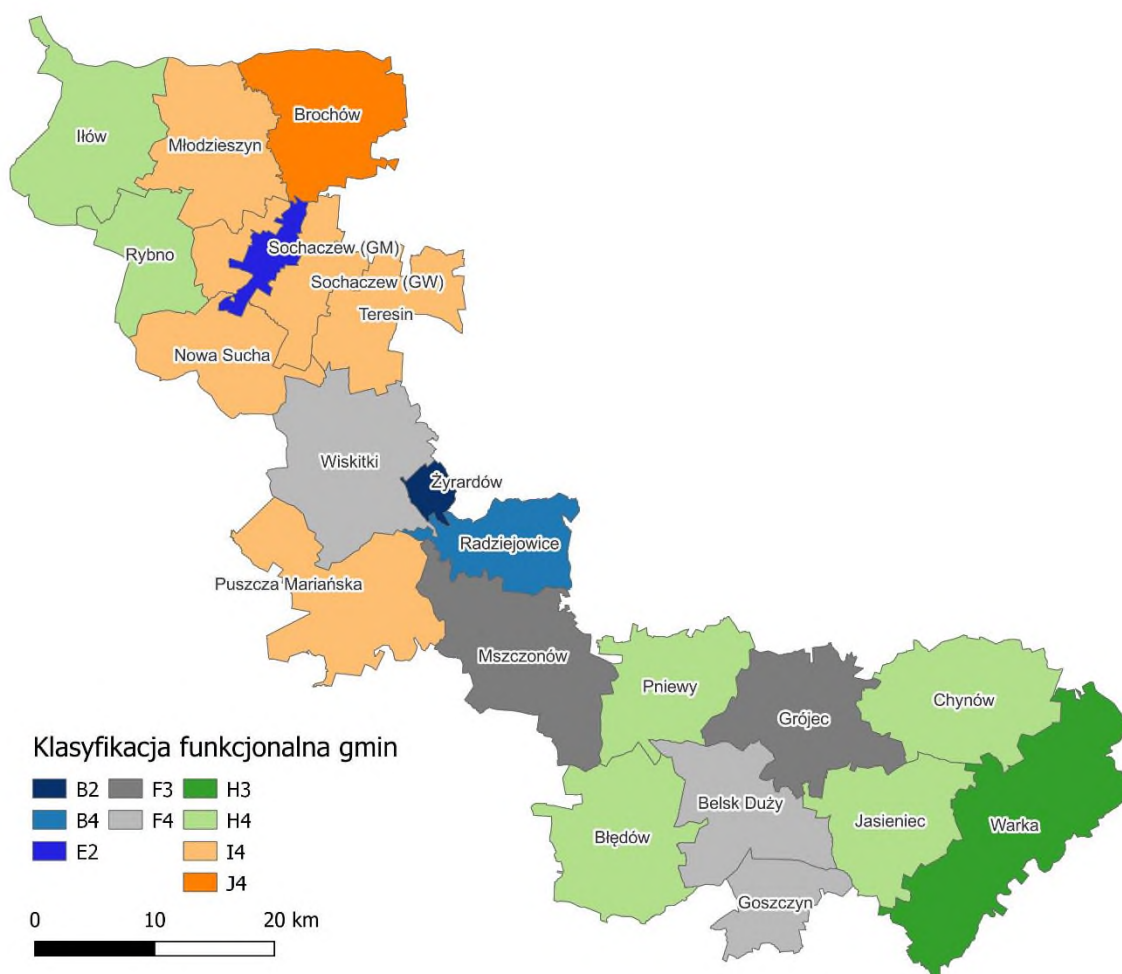 Brochów
Iłów
Młodzieszyn
Rybno
Sochaczew (GM)
Sochaczew (GW)
Teresin
Nowa Sucha
Wiskitki
Żyrardów
Radziejowice
Puszcza Mariańska
Mszczonów
Pniewy
Grójec
Chynów
Belsk Duży
Błędów
Jasieniec
Warka
Goszczyn
Klasyfikacja funkcjonalna gmin
B2 F3 H3
B4 F4 H4
E2 I4
J4
0 10 20 km